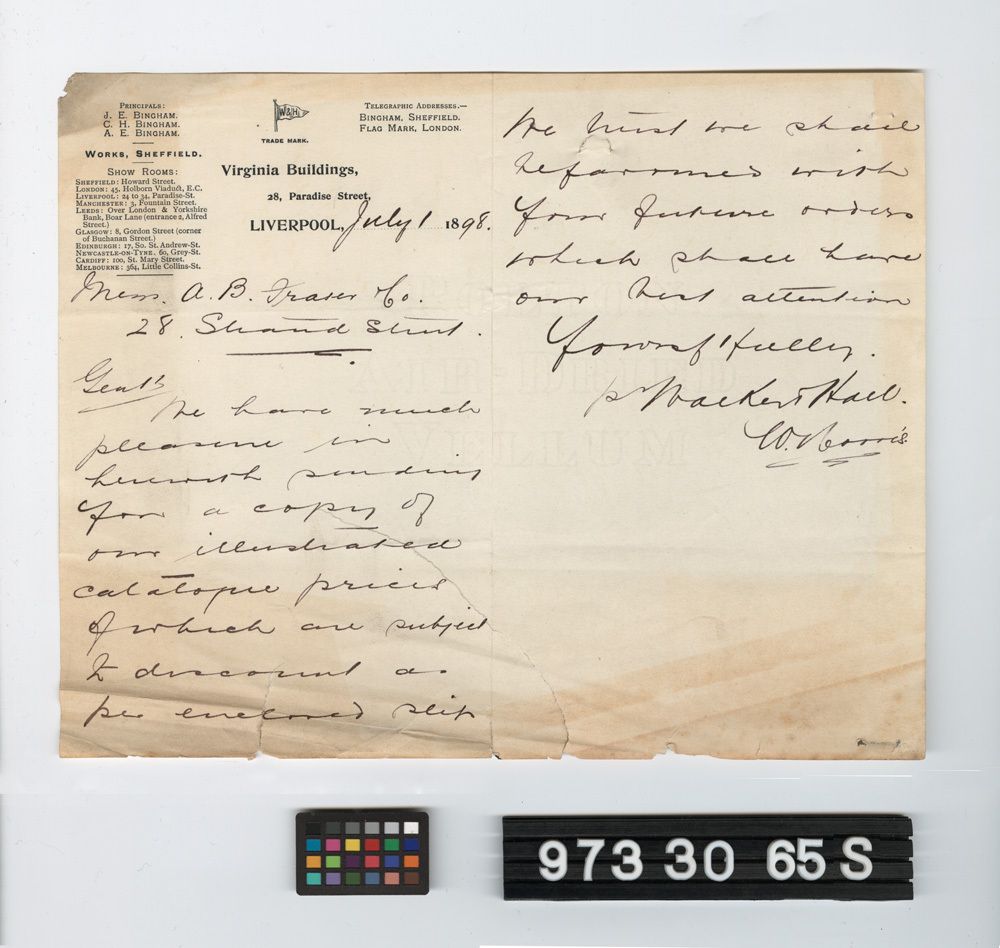 PRINCIPALS:
J. E. BINGHAM.
C. H. BINGHAM.
A. E. BINGHAM.
WORKS, SHEFFIELD.
SHOW ROOMS:
SHEFFIELD: Howard Street.
LONDON: 45, Holborn Viaduct, E.C.
LIVERPOOL: 24 to 34, Paradise-St.
MANCHESTER: 3, Fountain Street.
LEEDS: Over London & Yorkshire
Bank, Boar Lane (entrance 2, Alfred
Street.)
GLASGOW: 8, Gordon Street (corner
of Buchanan Street.)
EDINBURGH: 17, So. St. Andrew-St.
NEWCASTLE-ON-TYNE, 60, Grey-St.
CARDIFF: 100, St. Mary Street.
MELBOURNE: 364, Little Collins-St.
W&H
TRADE MARK.
TELEGRAPHIC ADDRESSES.—
BINGHAM, SHEFFIELD.
FLAG MARK, LONDON.
Virginia Buildings,
28, Paradise Street,
LIVERPOOL, July 1 1898.
Mess. A. B. Fraser & Co.
28. Strand Street.
Gents
We have much
pleasure in
herewith sending
you a copy of
our illustrated
catalogue prices
of which are subject
to discount as
per enclosed slip
We trust we shall
be favoured with
your future orders
which shall have
our best attention
Yours f'fully.
p Walker & Hall.
W. Norris.
VELLUM
973 30 65 S